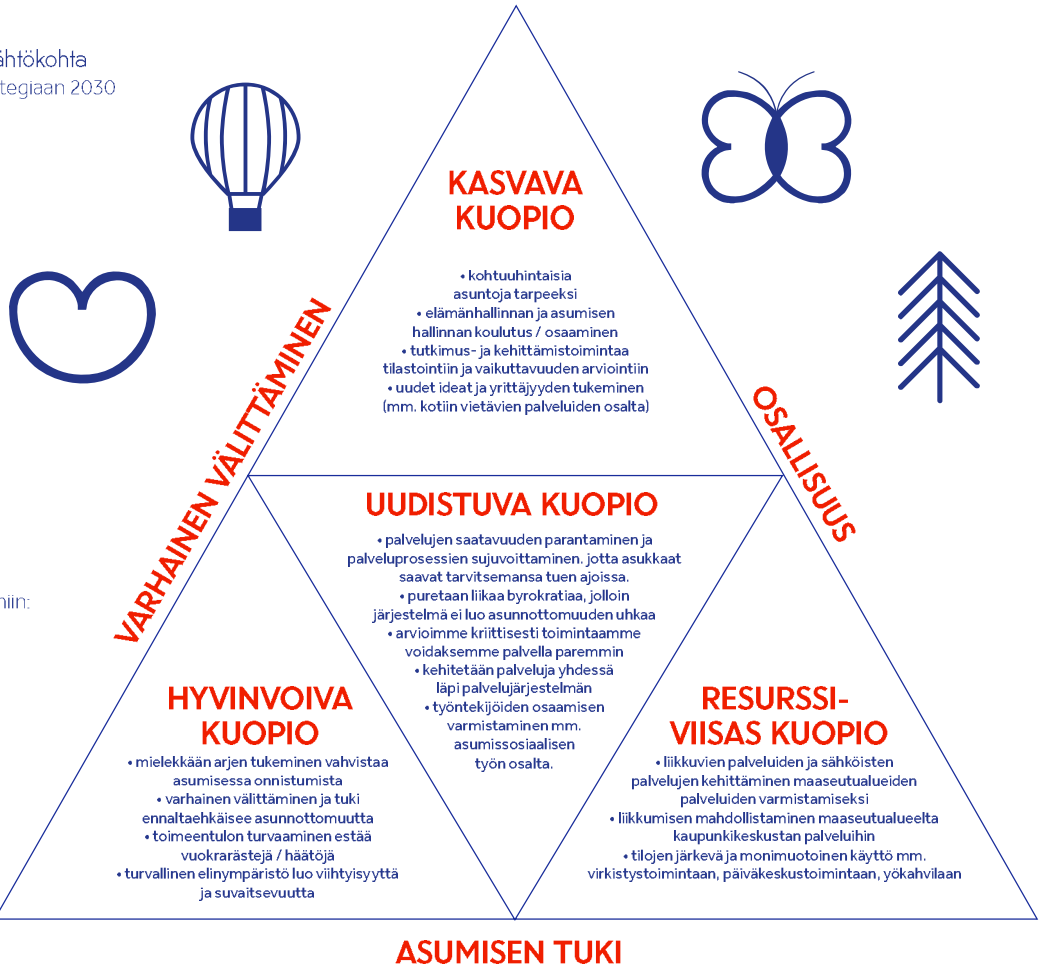 KASVAVA
KUOPIO
• kohtuuhintaisia
asuntoja tarpeeksi
• elämänhallinnan ja asumisen
hallinnan koulutus / osaaminen
• tutkimus- ja kehittämistoimintaa
tilastointiin ja vaikuttavuuden arviointiin
• uudet ideat ja yrittäjyyden tukeminen
(mm. kotiin vietävien palveluiden osalta)
VARHAINEN VÄLITTÄMINEN
OSALLISUUS
UUDISTUVA KUOPIO
• palvelujen saatavuuden parantaminen ja
palveluprosessien sujuvoittaminen. jotta asukkaat
saavat tarvitsemansa tuen ajoissa.
• puretaan liikaa byrokratiaa, jolloin
järjestelmä ei luo asunnottomuuden uhkaa
• arvioimme kriittisesti toimintaamme
voidaksemme palvella paremmin
• kehitetään palveluja yhdessä
läpi palvelujärjestelmän
• työntekijöiden osaamisen
varmistaminen mm.
asumissosiaalisen
työn osalta.
HYVINVOIVA
KUOPIO
• mielekkään arjen tukeminen vahvistaa
asumisessa onnistumista
• varhainen välittäminen ja tuki
ennaltaehkäisee asunnottomuutta
• toimeentulon turvaaminen estää
vuokrarästejä / häätöjä
• turvallinen elinympäristö luo viihtyisyyttä
ja suvaitsevuutta
RESURSSI-
VIISAS KUOPIO
• liikkuvien palveluiden ja sähköisten
palvelujen kehittäminen maaseutualueiden
palveluiden varmistamiseksi
• liikkumisen mahdollistaminen maaseutualueelta
kaupunkikeskustan palveluihin
• tilojen järkevä ja monimuotoinen käyttö mm.
virkistystoimintaan, päiväkeskustoimintaan, yökahvilaan
ASUMISEN TUKI
2030